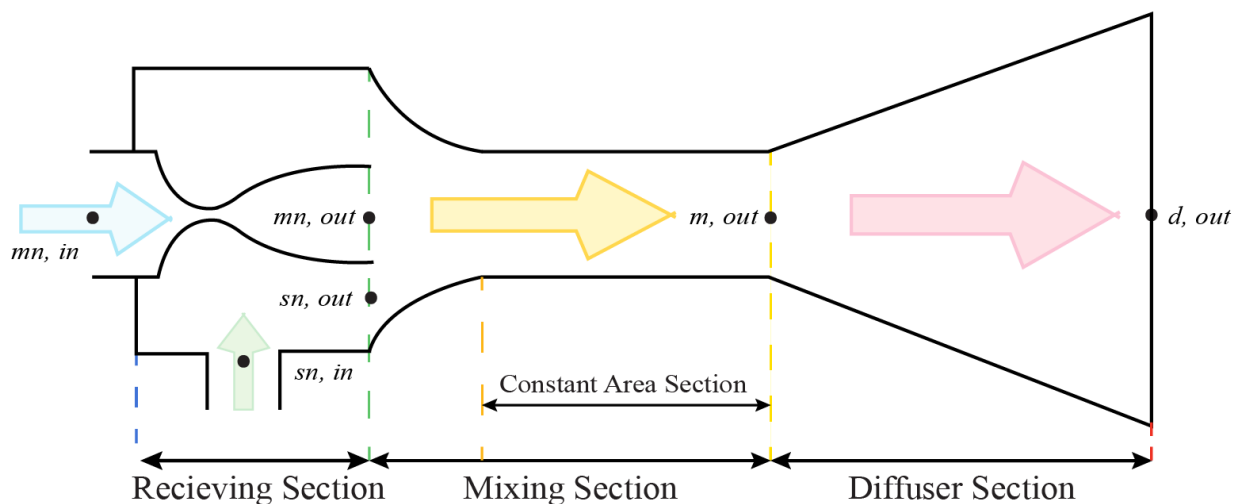 mn, in
mn, out
sn, out
sn, in
m, out
d, out
Constant Area Section
Recieving Section
Mixing Section
Diffuser Section